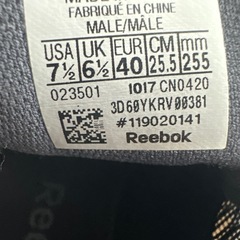 FABRIQUÉ EN CHINE
MALE/MÂLE
USA UK EUR CM mm
7½ 6½ 40 25.5 255
023501 1017 CN0420
3D60YKRV00381
#119020141
Reebok
Reebok